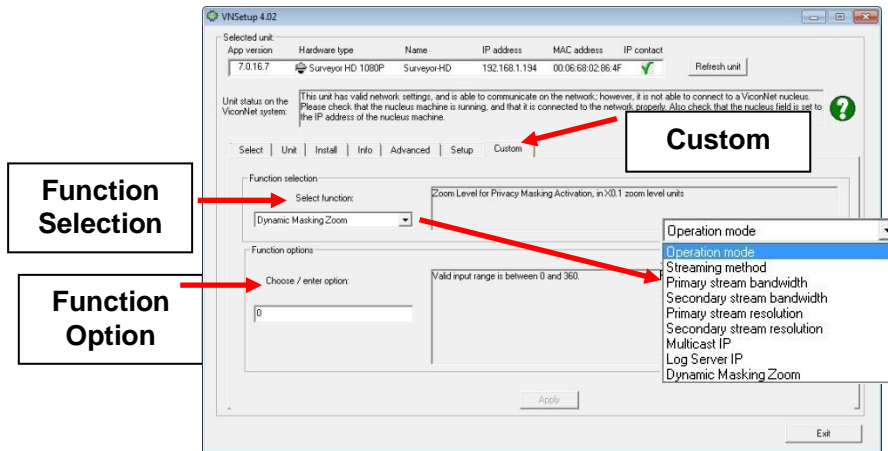 VNSetup 4.02
Selected unit:
App version Hardware type Name IP address MAC address IP contact
7.0.16.7 Surveyor HD 1080P Surveyor-HD 192.168.1.194 00:06:68:02:86:4F Refresh unit
Unit status on the
ViconNet system:
This unit has valid network settings, and is able to communicate on the network; however, it is not able to connect to a ViconNet nucleus.
Please check that the nucleus machine is running, and that it is connected to the network properly. Also check that the nucleus field is set to
the IP address of the nucleus machine.
Custom
Select Unit Install Info Advanced Setup Custom
Function
Selection
Function selection
Select function:
Zoom Level for Privacy Masking Activation, in X0.1 zoom level units
Dynamic Masking Zoom
Function
Option
Function options
Choose / enter option:
Valid input range is between 0 and 360.
0
Operation mode
Operation mode
Streaming method
Primary stream bandwidth
Secondary stream bandwidth
Primary stream resolution
Secondary stream resolution
Multicast IP
Log Server IP
Dynamic Masking Zoom
Apply
Exit